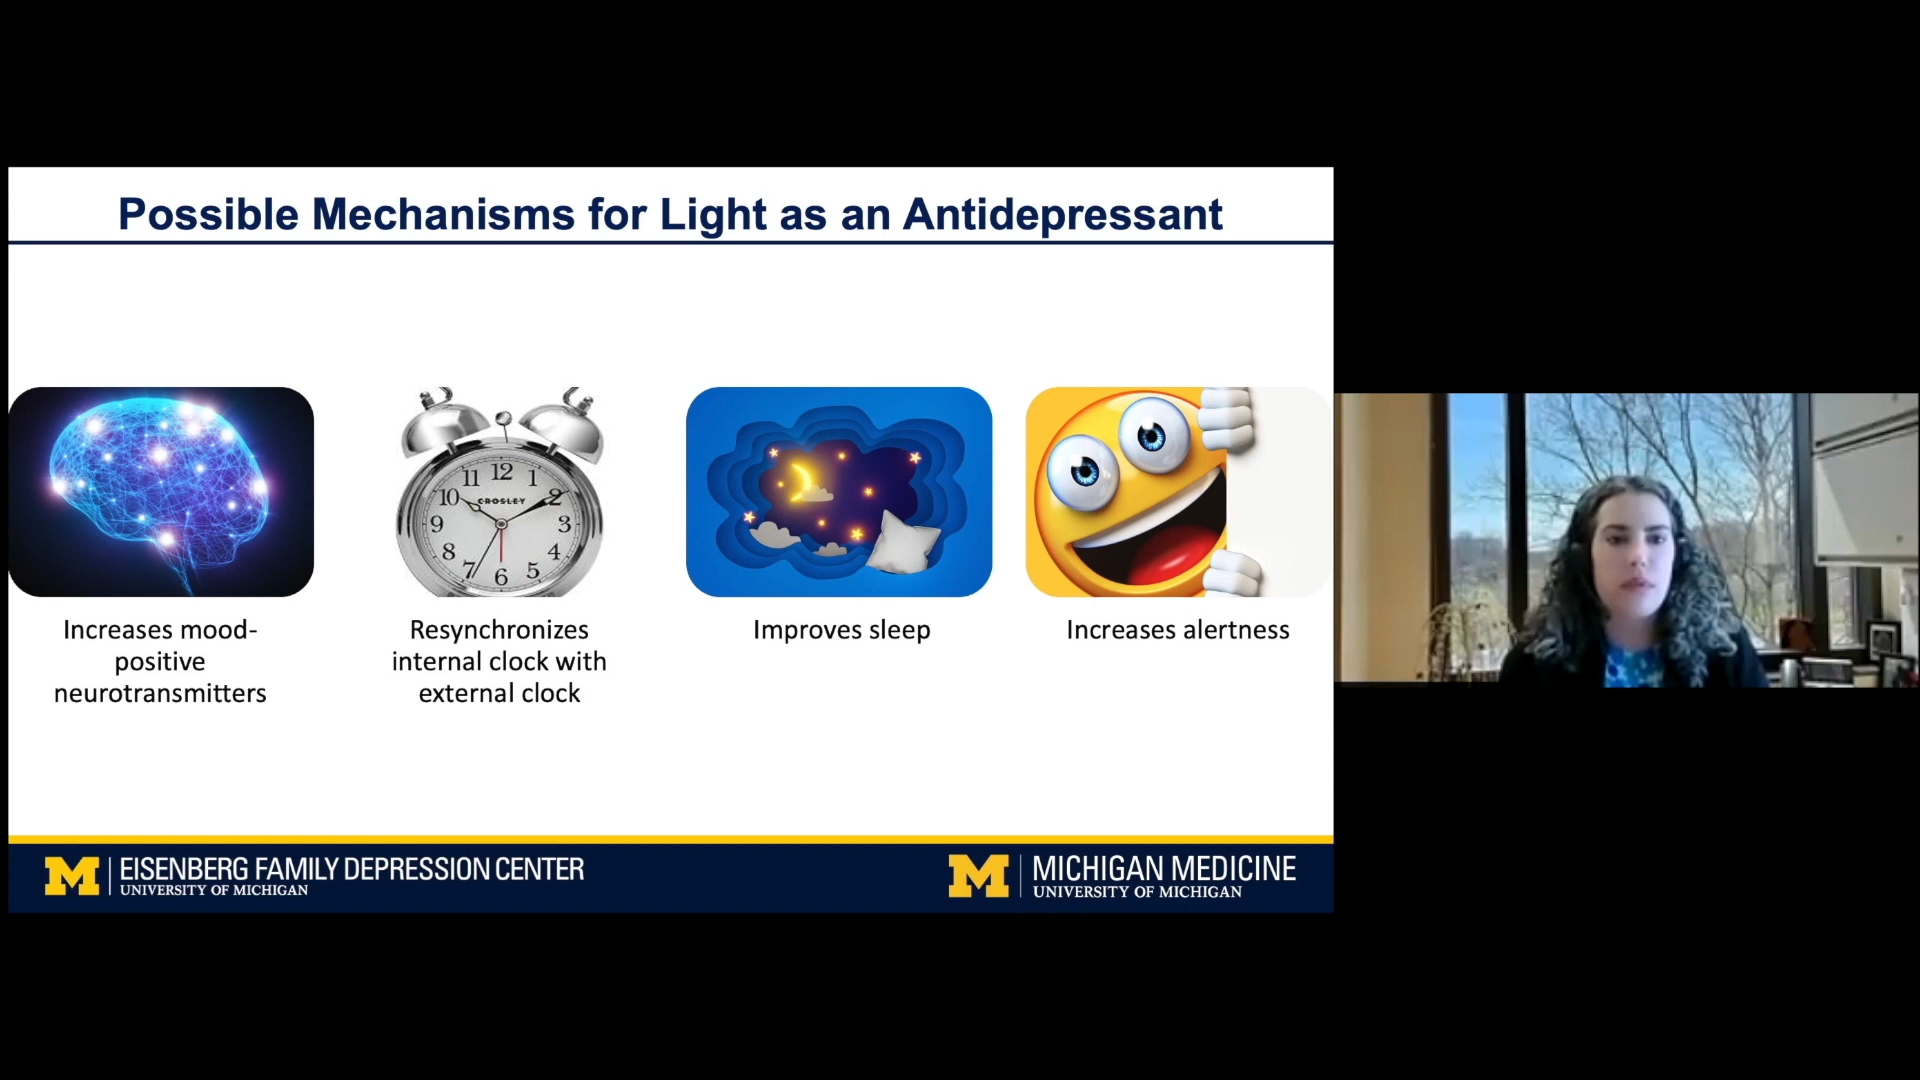 Possible Mechanisms for Light as an Antidepressant
12
11
1
10
2
CROSLEY
9
3
8
4
7
5
6
Increases mood-
positive
neurotransmitters
Resynchronizes
internal clock with
external clock
Improves sleep
Increases alertness
M EISENBERG FAMILY DEPRESSION CENTER
UNIVERSITY OF MICHIGAN
M MICHIGAN MEDICINE
UNIVERSITY OF MICHIGAN